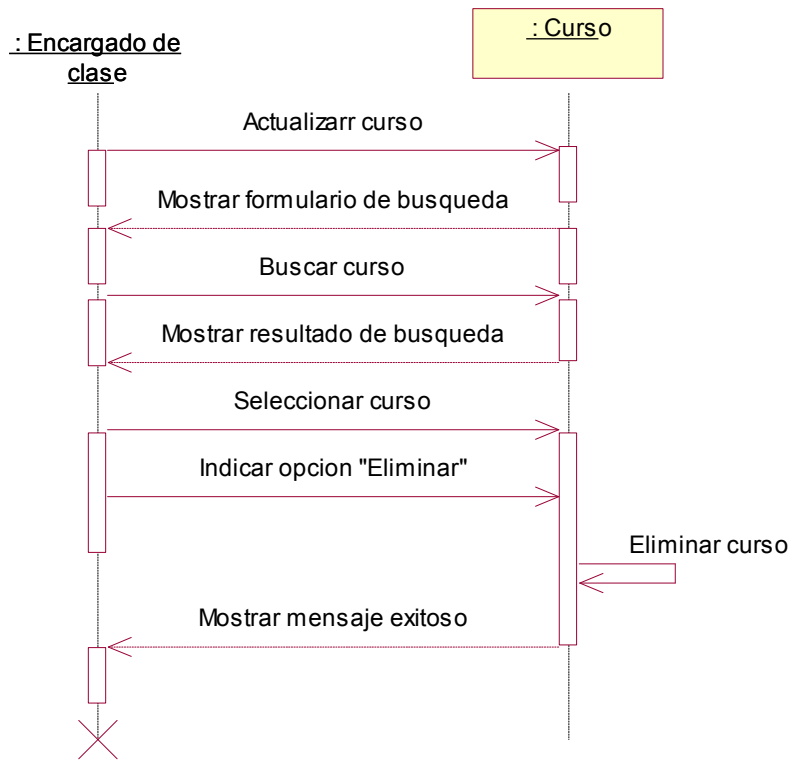 : Encargado de
clase
: Curso
Actualizarr curso
Mostrar formulario de busqueda
Buscar curso
Mostrar resultado de busqueda
Seleccionar curso
Indicar opcion "Eliminar"
Eliminar curso
Mostrar mensaje exitoso